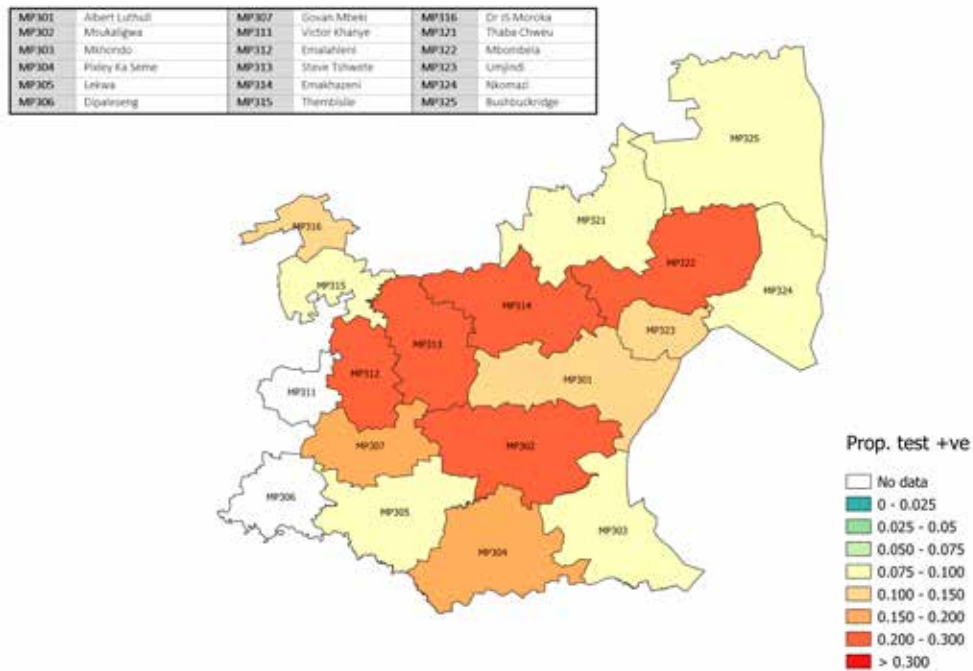 MP301 Albert Luthuli MP307 Govan Mbeki MP316 Dr JS Moroka
MP302 Msukaligwa MP311 Victor Khanye MP321 Thaba Chweu
MP303 Mkhondo MP312 Emalahleni MP322 Mbombela
MP304 Pixley Ka Seme MP313 Steve Tshwete MP323 Umjindi
MP305 Lekwa MP314 Emakhazeni MP324 Nkomazi
MP306 Dipaleseng MP315 Thembisile MP325 Bushbuckridge
MP325
MP321
MP316
MP322
MP315
MP324
MP314
MP323
MP313
MP312
MP301
MP311
MP307
MP302
MP306
MP305
MP303
MP304
Prop. test +ve
No data
0 - 0.025
0.025 - 0.05
0.050 - 0.075
0.075 - 0.100
0.100 - 0.150
0.150 - 0.200
0.200 - 0.300
> 0.300